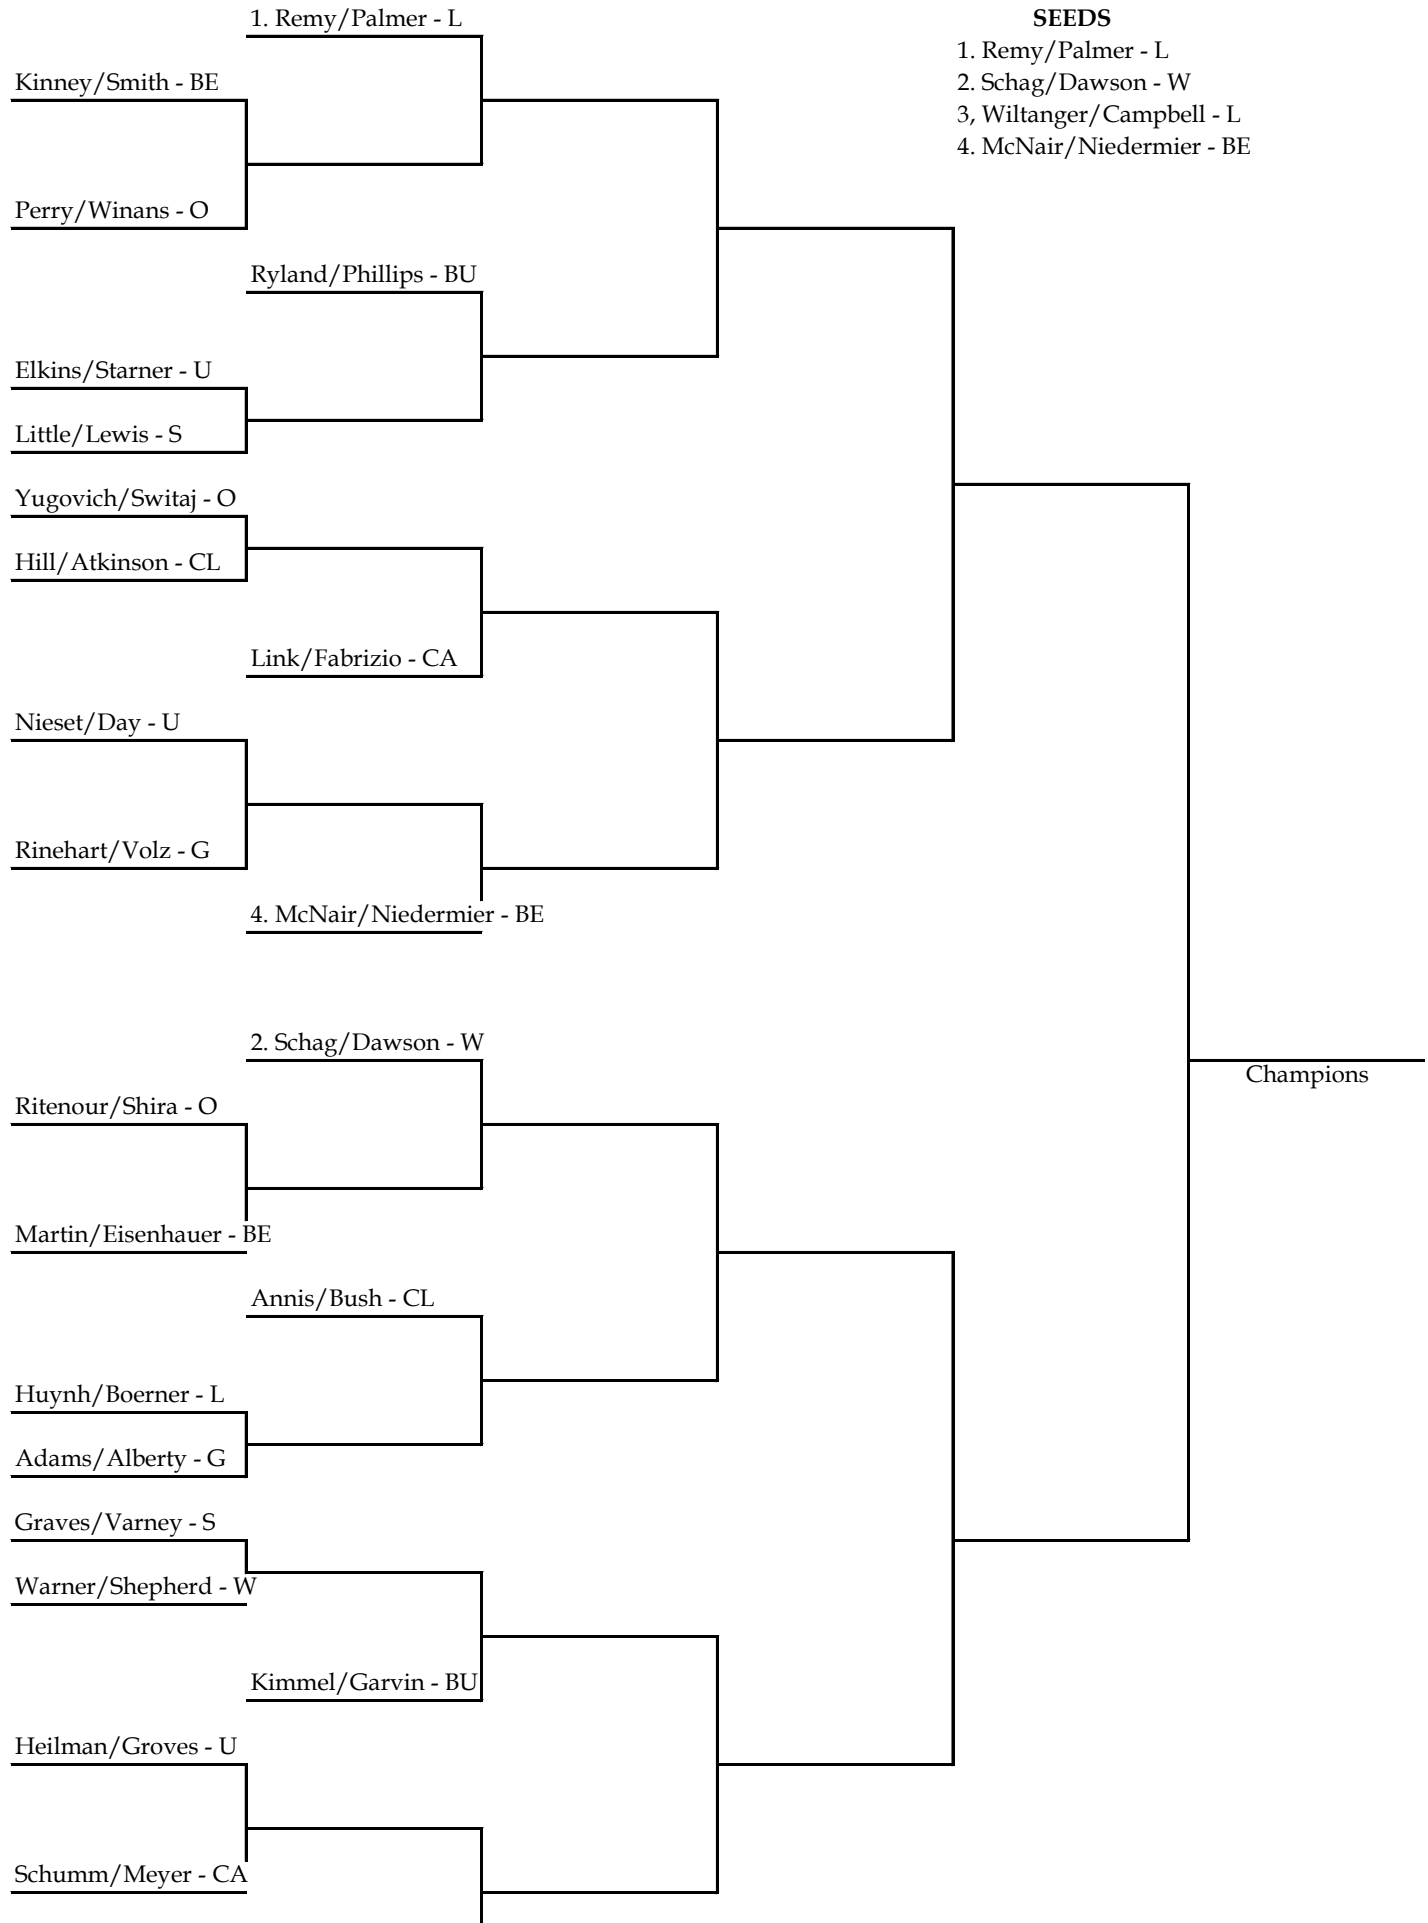 1. Remy/Palmer - L
SEEDS
1. Remy/Palmer - L
2. Schag/Dawson - W
3, Wiltanger/Campbell - L
4. McNair/Niedermier - BE
Kinney/Smith - BE
Perry/Winans - O
Ryland/Phillips - BU
Elkins/Starner - U
Little/Lewis - S
Yugovich/Switaj - O
Hill/Atkinson - CL
Link/Fabrizio - CA
Nieset/Day - U
Rinehart/Volz - G
4. McNair/Niedermier - BE
2. Schag/Dawson - W
Champions
Ritenour/Shira - O
Martin/Eisenhauer - BE
Annis/Bush - CL
Huynh/Boerner - L
Adams/Alberty - G
Graves/Varney - S
Warner/Shepherd - W
Kimmel/Garvin - BU
Heilman/Groves - U
Schumm/Meyer - CA